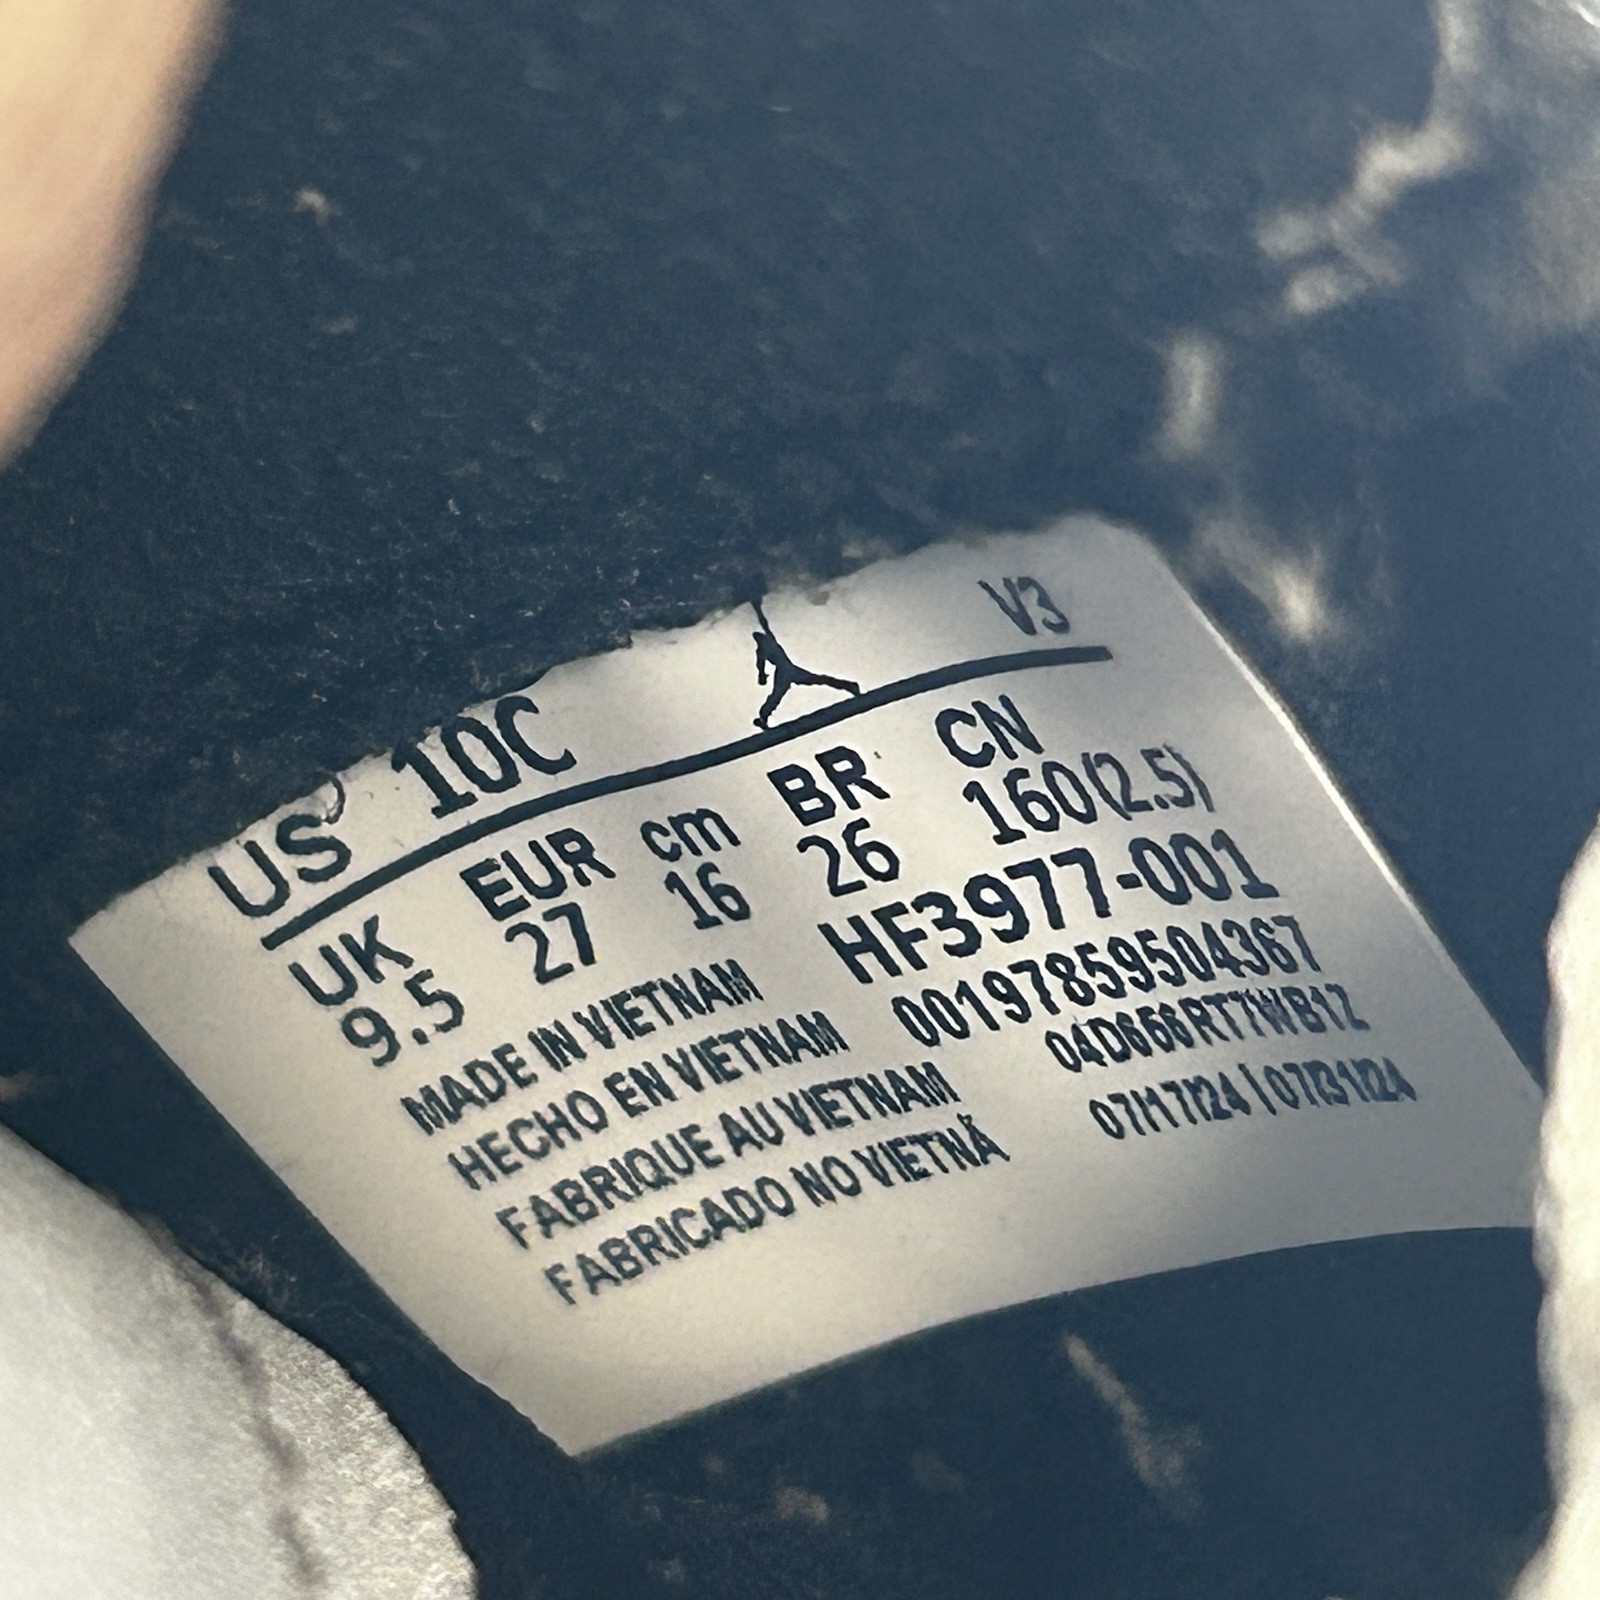 US 10C V3
UK EUR cm BR CN
9.5 27 16 26 160(2.5)
HF3977-001
00197859504367
04D666RT7WB1Z
07/17/24 | 07/31/24
MADE IN VIETNAM
HECHO EN VIETNAM
FABRIQUE AU VIETNAM
FABRICADO NO VIETNÃ